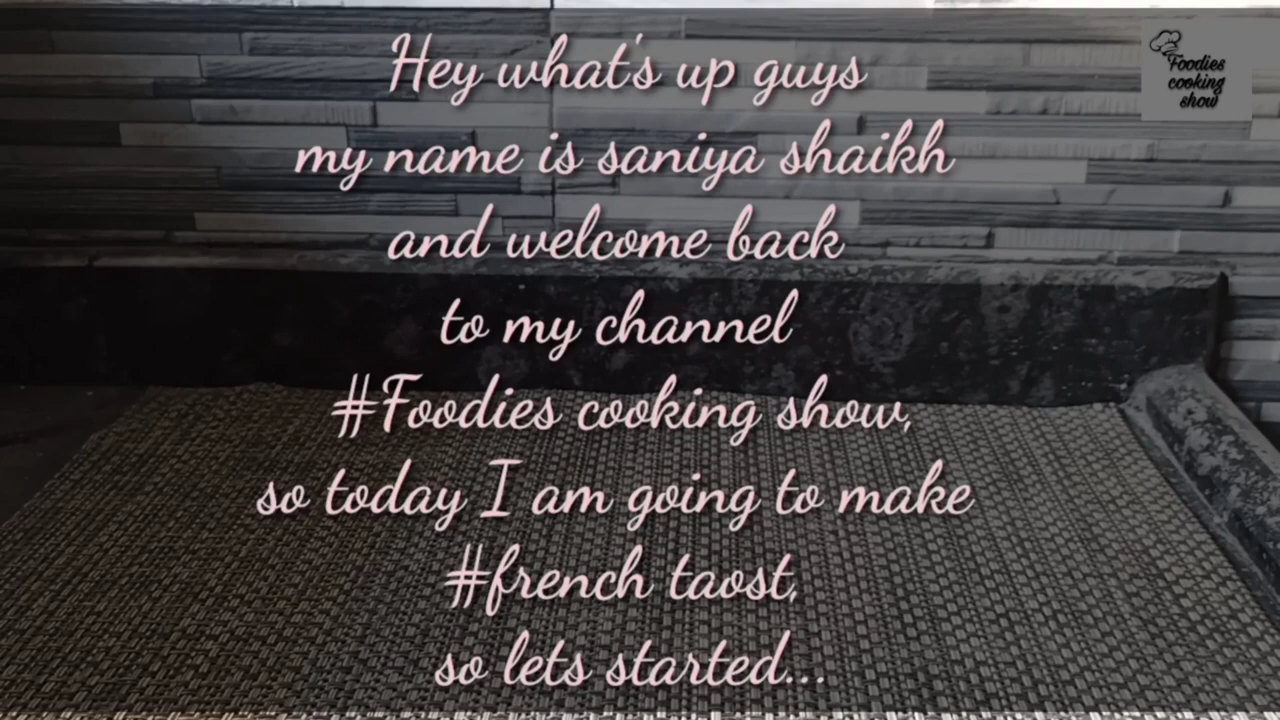 Hey what's up guys
my name is saniya shaikh
and welcome back
to my channel
#Foodies cooking show,
so today I am going to make
#french taost,
so lets started...
Foodies
cooking
show